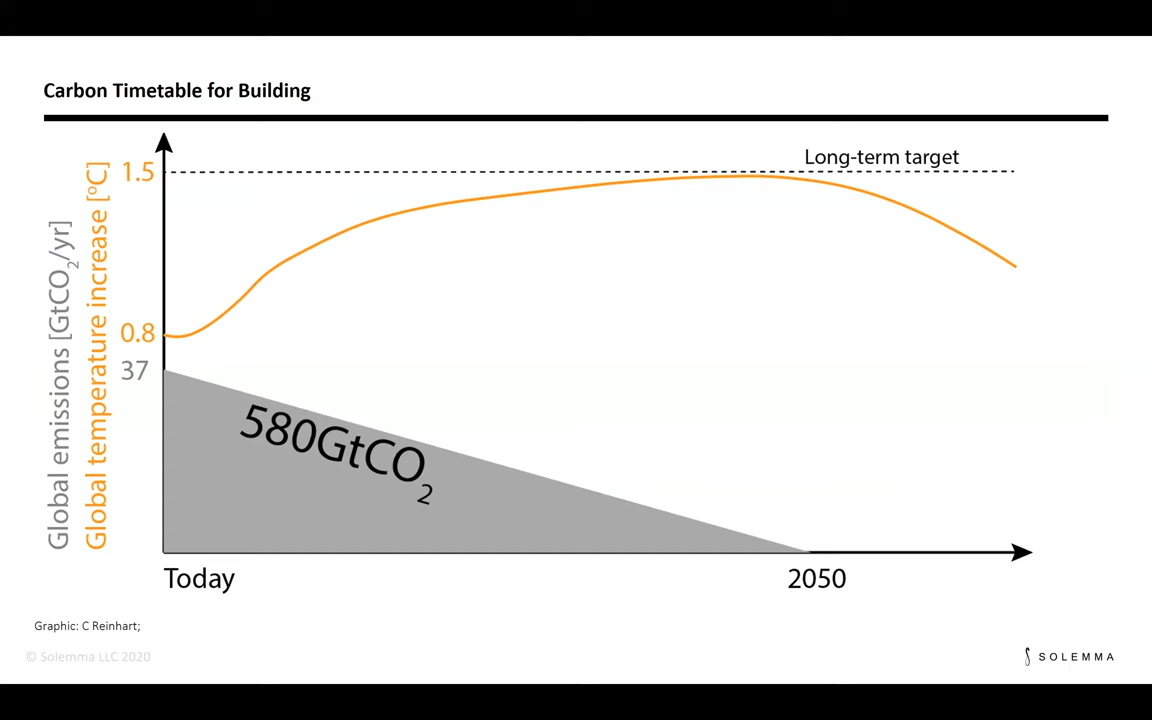 Carbon Timetable for Building
Global emissions [GtCO₂/yr]
Global temperature increase [°C]
1.5
Long-term target
0.8
37
580GtCO₂
Today
2050
Graphic: C Reinhart;
© Solemma LLC 2020
SOLEMMA